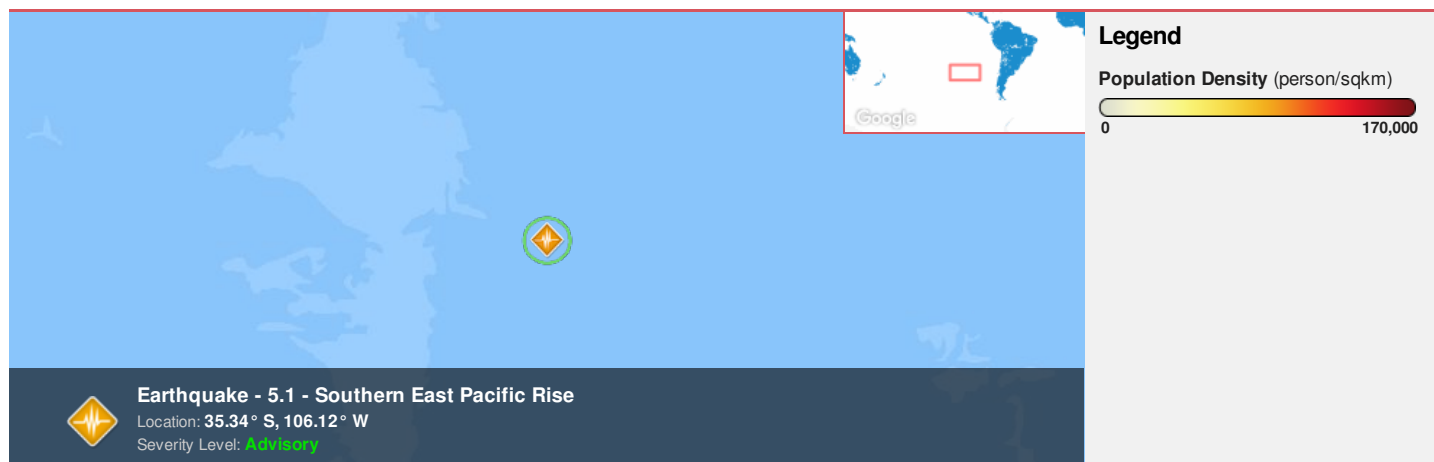 Google
Legend
Population Density (person/sqkm)
0 170,000
Earthquake - 5.1 - Southern East Pacific Rise
Location: 35.34° S, 106.12° W
Severity Level: Advisory